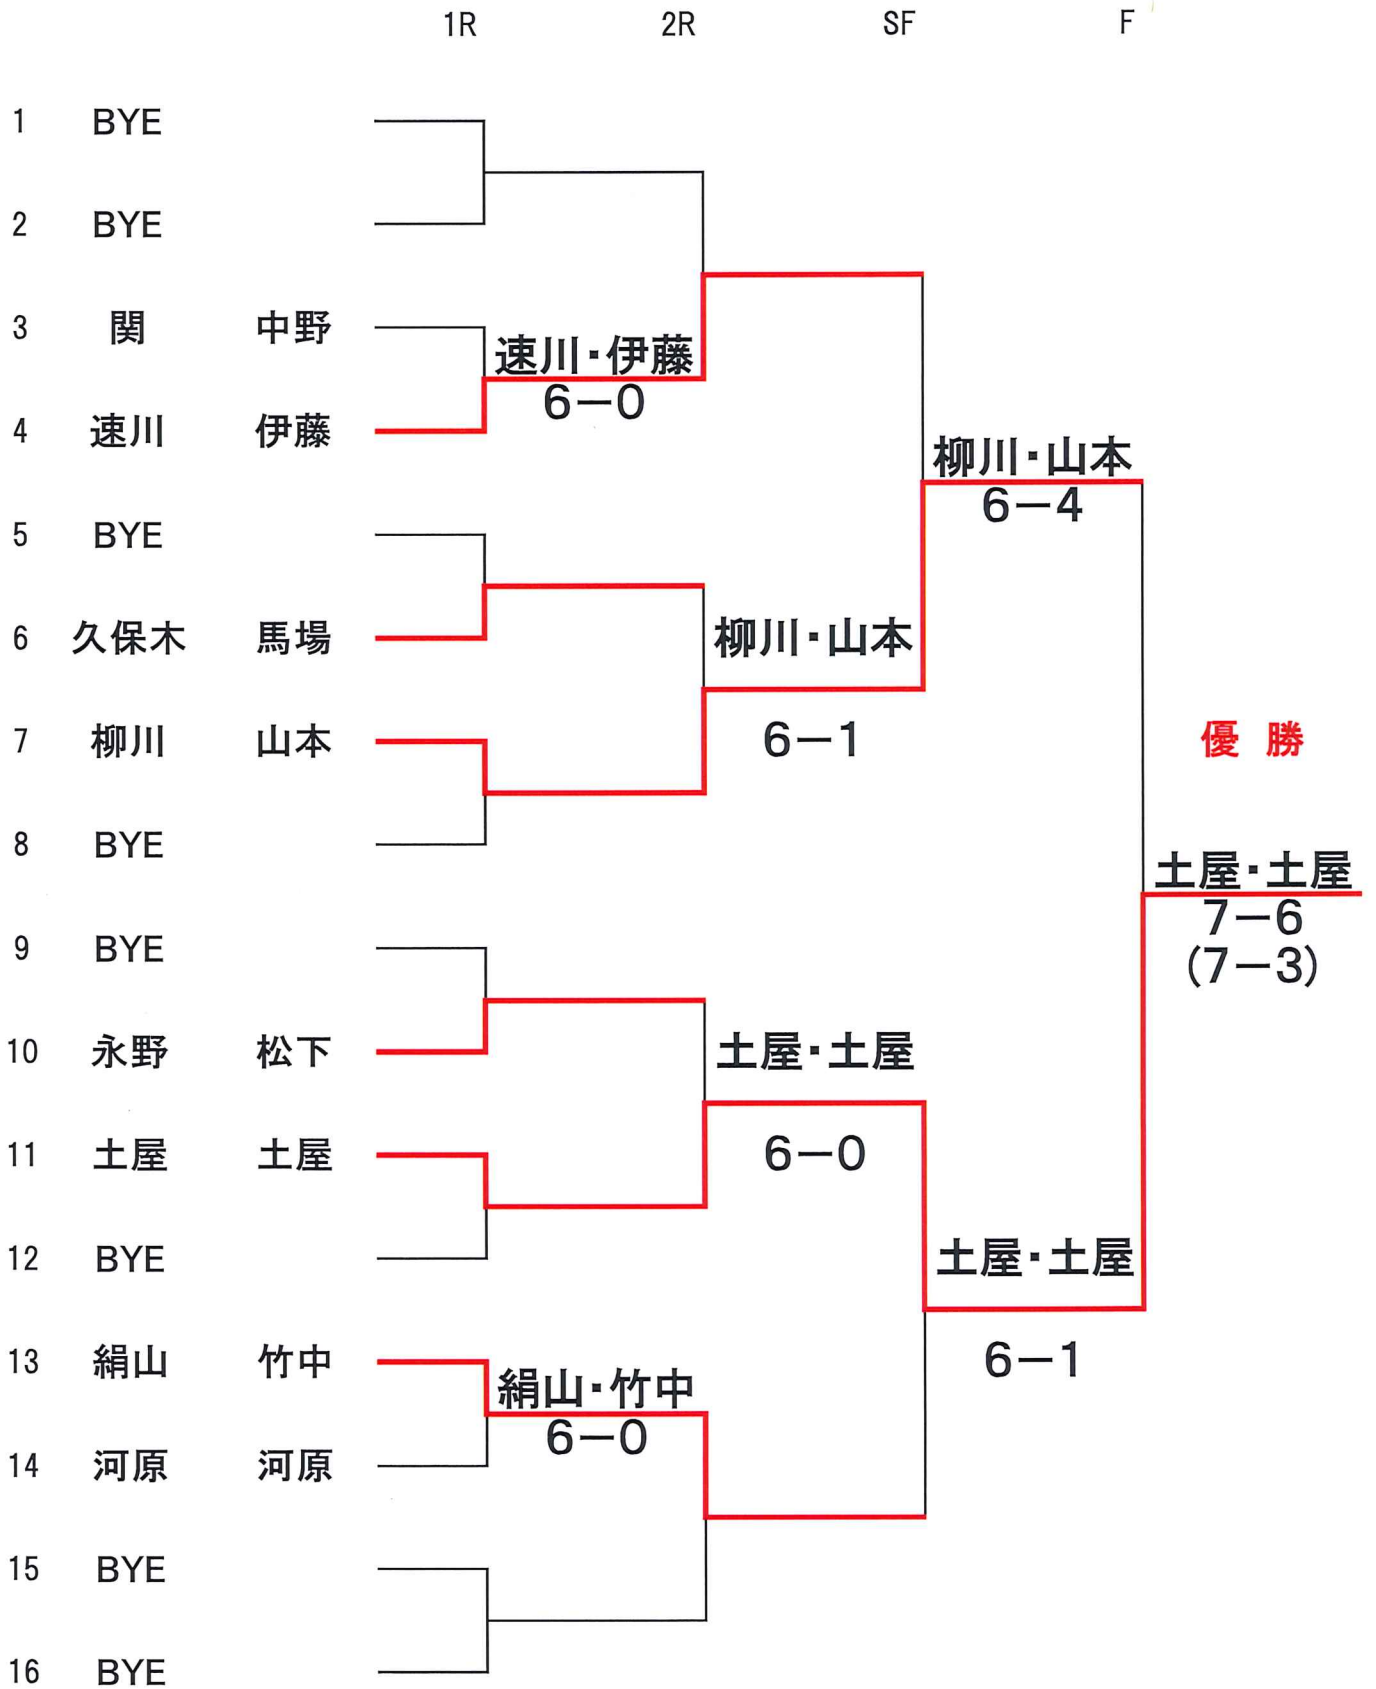 1R 2R SF F
1 BYE
2 BYE
3 関 中野
速川・伊藤
6－0
4 速川 伊藤
柳川・山本
6－4
5 BYE
6 久保木 馬場
柳川・山本
7 柳川 山本
6－1
優 勝
8 BYE
土屋・土屋
7－6
(7－3)
9 BYE
10 永野 松下
土屋・土屋
11 土屋 土屋
6－0
12 BYE
土屋・土屋
13 絹山 竹中
6－1
絹山・竹中
6－0
14 河原 河原
15 BYE
16 BYE